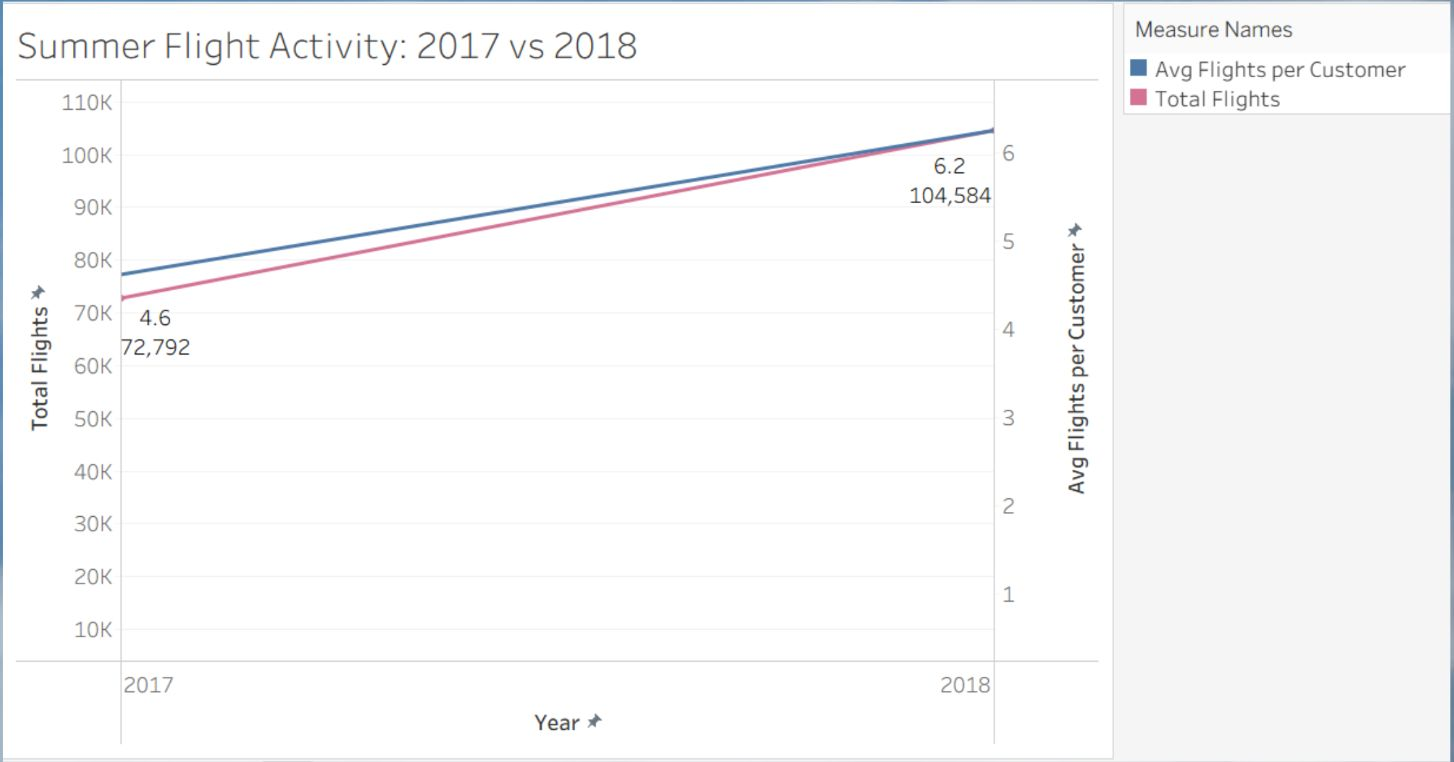 Summer Flight Activity: 2017 vs 2018
Measure Names
Avg Flights per Customer
Total Flights
110K
100K
90K
80K
70K
60K
50K
40K
30K
20K
10K
Total Flights
4.6
72,792
6.2
104,584
6
5
4
3
2
1
Avg Flights per Customer
2017
2018
Year